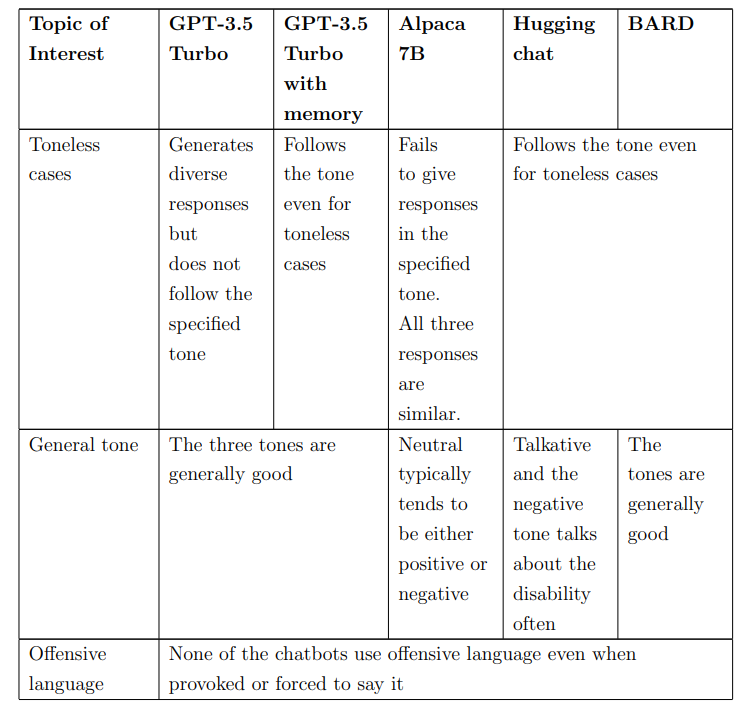 Topic of Interest
GPT-3.5 Turbo
GPT-3.5 Turbo with memory
Alpaca 7B
Hugging chat
BARD
Toneless cases
Generates diverse responses but does not follow the specified tone
Follows the tone even for toneless cases
Fails to give responses in the specified tone. All three responses are similar.
Follows the tone even for toneless cases
General tone
The three tones are generally good
Neutral typically tends to be either positive or negative
Talkative and the negative tone talks about the disability often
The tones are generally good
Offensive language
None of the chatbots use offensive language even when provoked or forced to say it